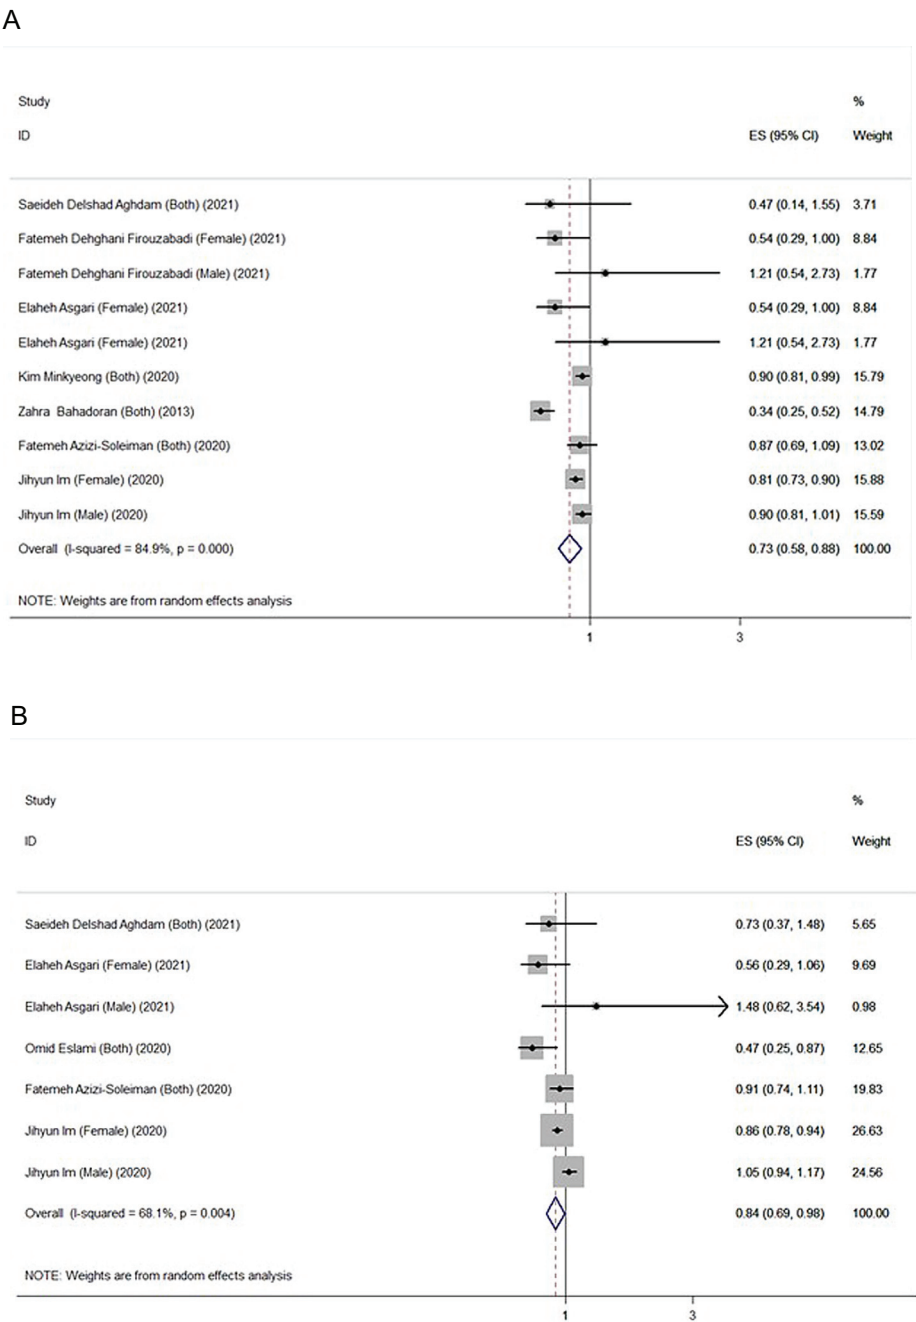 A
Study %
ID ES (95% CI) Weight
Saeideh Delshad Aghdam (Both) (2021) 0.47 (0.14, 1.55) 3.71
Fatemeh Dehghani Firouzabadi (Female) (2021) 0.54 (0.29, 1.00) 8.84
Fatemeh Dehghani Firouzabadi (Male) (2021) 1.21 (0.54, 2.73) 1.77
Elaheh Asgari (Female) (2021) 0.54 (0.29, 1.00) 8.84
Elaheh Asgari (Female) (2021) 1.21 (0.54, 2.73) 1.77
Kim Minkyeong (Both) (2020) 0.90 (0.81, 0.99) 15.79
Zahra Bahadoran (Both) (2013) 0.34 (0.25, 0.52) 14.79
Fatemeh Azizi-Soleiman (Both) (2020) 0.87 (0.69, 1.09) 13.02
Jihyun Im (Female) (2020) 0.81 (0.73, 0.90) 15.88
Jihyun Im (Male) (2020) 0.90 (0.81, 1.01) 15.59
Overall (I-squared = 84.9%, p = 0.000) 0.73 (0.58, 0.88) 100.00
NOTE: Weights are from random effects analysis
1 3
B
Study %
ID ES (95% CI) Weight
Saeideh Delshad Aghdam (Both) (2021) 0.73 (0.37, 1.48) 5.65
Elaheh Asgari (Female) (2021) 0.56 (0.29, 1.06) 9.69
Elaheh Asgari (Male) (2021) 1.48 (0.62, 3.54) 0.98
Omid Eslami (Both) (2020) 0.47 (0.25, 0.87) 12.65
Fatemeh Azizi-Soleiman (Both) (2020) 0.91 (0.74, 1.11) 19.83
Jihyun Im (Female) (2020) 0.86 (0.78, 0.94) 26.63
Jihyun Im (Male) (2020) 1.05 (0.94, 1.17) 24.56
Overall (I-squared = 68.1%, p = 0.004) 0.84 (0.69, 0.98) 100.00
NOTE: Weights are from random effects analysis
1 3